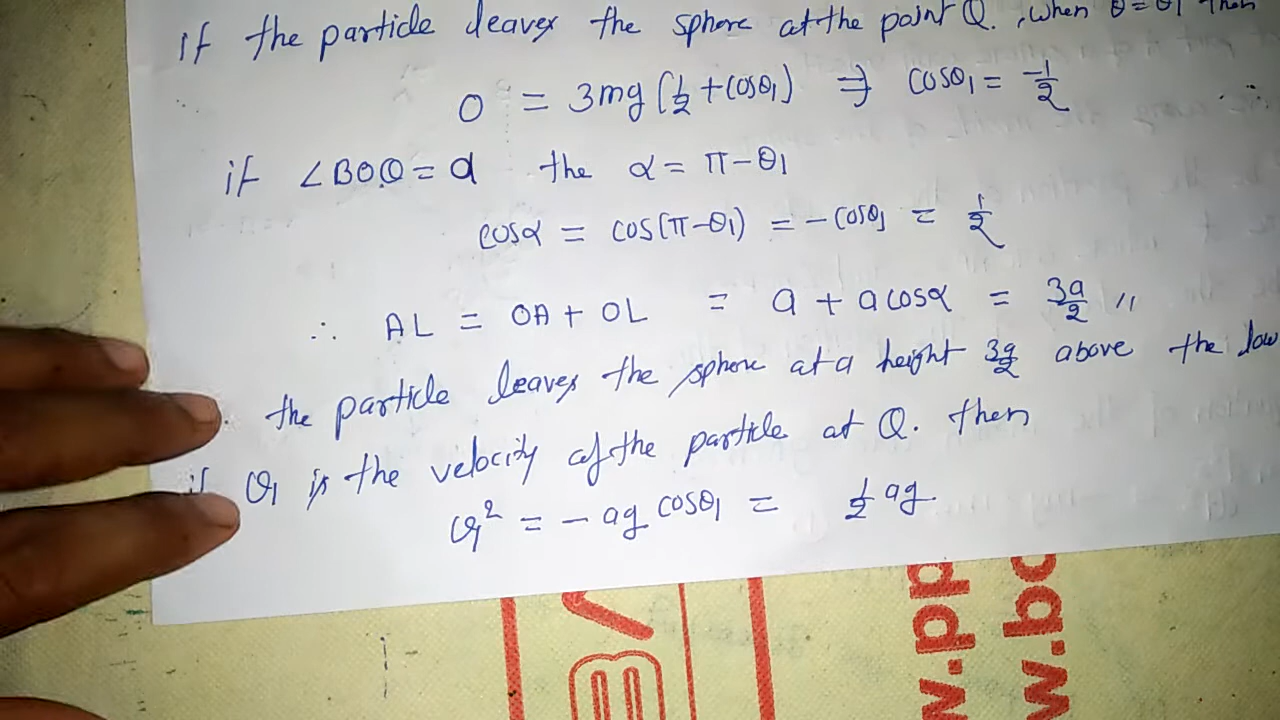 if the particle leaves the sphere at the point Q. , when θ = θ1 then
0 = 3mg (1/2 + cosθ1) ⇒ cosθ1 = -1/2
if ∠BOQ = α the α = π - θ1
cosα = cos(π-θ1) = - cosθ1 = 1/2
∴ AL = OA + OL = a + a cosα = 3a/2 "
the particle leaves the sphere at a height 3a/2 above the low
if v1 is the velocity of the particle at Q. then
v1² = - ag cosθ1 = 1/2 ag.
w.pp
w.bo